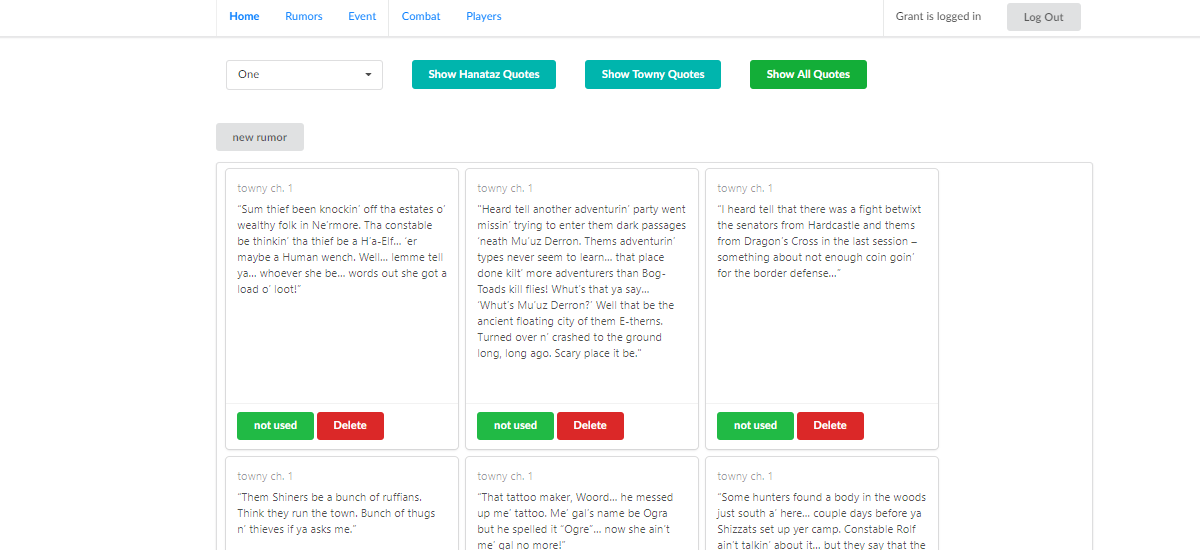 Home Rumors Event Combat Players Grant is logged in Log Out
One Show Hanataz Quotes Show Towny Quotes Show All Quotes
new rumor
towny ch. 1
“Sum thief been knockin’ off tha estates o’
wealthy folk in Ne’rmore. Tha constable
be thinkin’ tha thief be a H’a-Elf... ‘er
maybe a Human wench. Well... lemme tell
ya... whoever she be... words out she got a
load o’ loot!”
not used Delete
towny ch. 1
“Heard tell another adventurin’ party went
missin’ trying to enter them dark passages
‘neath Mu’uz Derron. Thems adventurin’
types never seem to learn... that place
done kilt’ more adventurers than Bog-
Toads kill flies! Whut’s that ya say...
‘Whut’s Mu’uz Derron?’ Well that be the
ancient floating city of them E-therns.
Turned over n’ crashed to the ground
long, long ago. Scary place it be.”
not used Delete
towny ch. 1
“I heard tell that there was a fight betwixt
the senators from Hardcastle and thems
from Dragon’s Cross in the last session –
something about not enough coin goin’
for the border defense...”
not used Delete
towny ch. 1
“Them Shiners be a bunch of ruffians.
Think they run the town. Bunch of thugs
n’ thieves if ya asks me.”
towny ch. 1
“That tattoo maker, Woord... he messed
up me’ tattoo. Me’ gal’s name be Ogra
but he spelled it “Ogre”... now she ain’t
me’ gal no more!”
towny ch. 1
“Some hunters found a body in the woods
just south a’ here... couple days before ya
Shizzats set up yer camp. Constable Rolf
ain’t talkin’ about it... but they say that the